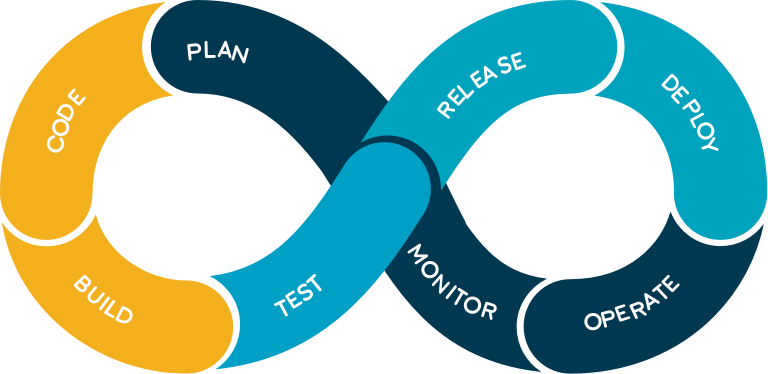 PLAN
CODE
BUILD
TEST
RELEASE
DEPLOY
OPERATE
MONITOR